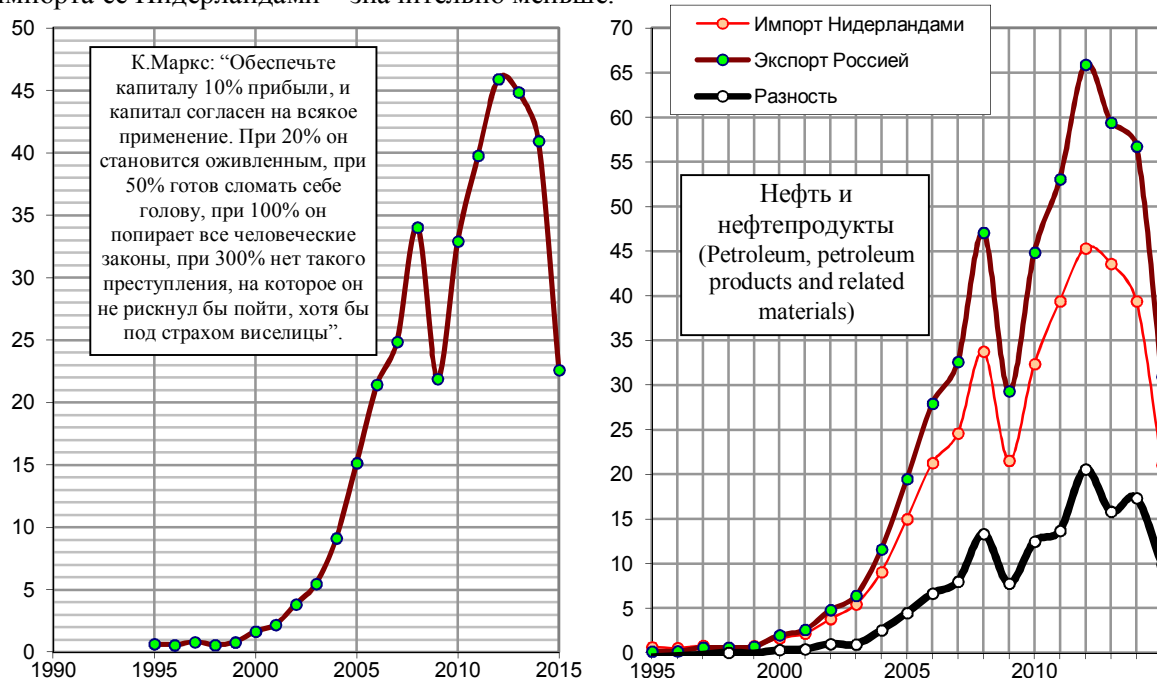 импорта ее Нидерландами – значительно меньше.
К.Маркс: “Обеспечьте
капиталу 10% прибыли, и
капитал согласен на всякое
применение. При 20% он
становится оживленным, при
50% готов сломать себе
голову, при 100% он
попирает все человеческие
законы, при 300% нет такого
преступления, на которое он
не рискнул бы пойти, хотя бы
под страхом виселицы”.
50
45
40
35
30
25
20
15
10
5
0
1990
1995
2000
2005
2010
2015
Импорт Нидерландами
Экспорт Россией
Разность
Нефть и
нефтепродукты
(Petroleum, petroleum
products and related
materials)
70
65
60
55
50
45
40
35
30
25
20
15
10
5
0
1995
2000
2005
2010